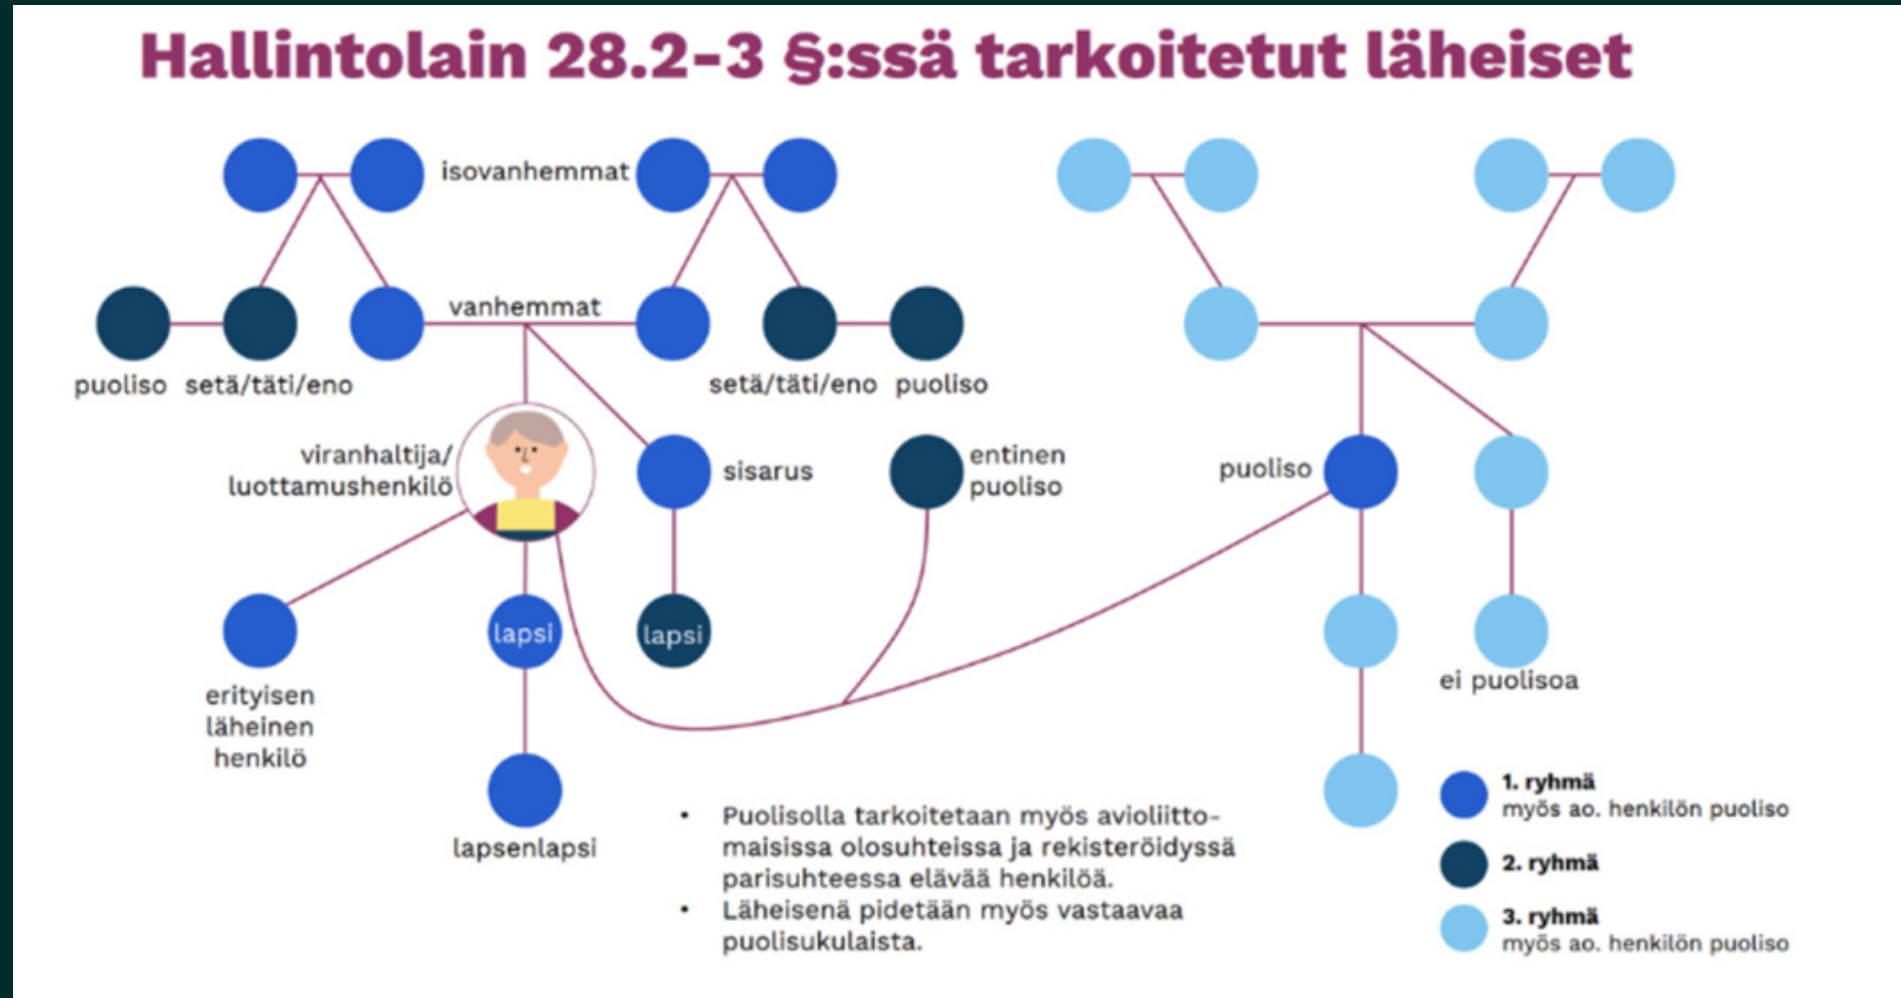 Hallintolain 28.2-3 §:ssä tarkoitetut läheiset
isovanhemmat
vanhemmat
puoliso
setä/täti/eno
setä/täti/eno
puoliso
viranhaltija/
luottamushenkilö
sisarus
entinen
puoliso
puoliso
lapsi
lapsi
erityisen
läheinen
henkilö
ei puolisoa
lapsenlapsi
• Puolisolla tarkoitetaan myös avioliitto-
maisissa olosuhteissa ja rekisteröidyssä
parisuhteessa elävää henkilöä.
• Läheisenä pidetään myös vastaavaa
puolisukulaista.
1. ryhmä
myös ao. henkilön puoliso
2. ryhmä
3. ryhmä
myös ao. henkilön puoliso